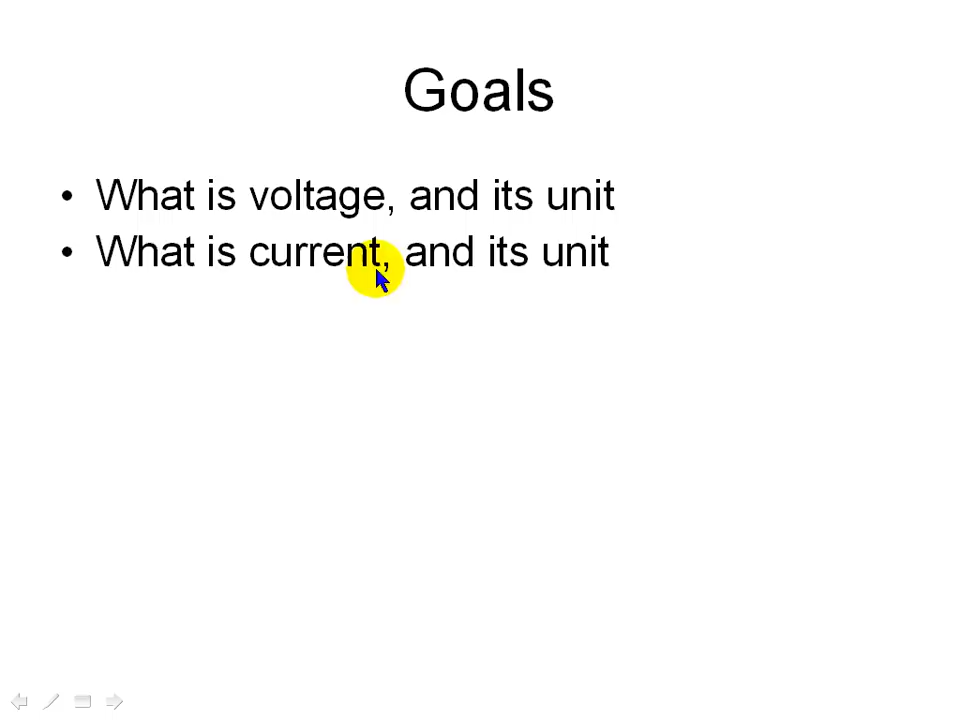 Goals
• What is voltage, and its unit
• What is current, and its unit